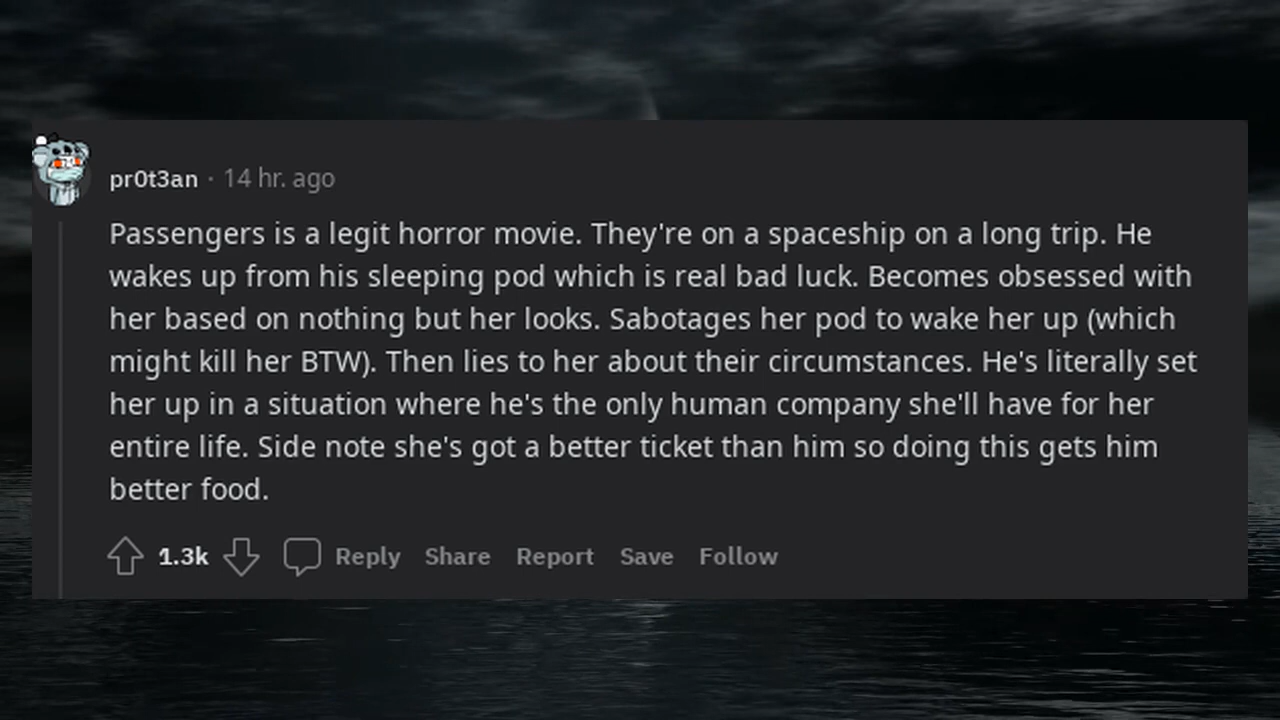 pr0t3an · 14 hr. ago
Passengers is a legit horror movie. They're on a spaceship on a long trip. He
wakes up from his sleeping pod which is real bad luck. Becomes obsessed with
her based on nothing but her looks. Sabotages her pod to wake her up (which
might kill her BTW). Then lies to her about their circumstances. He's literally set
her up in a situation where he's the only human company she'll have for her
entire life. Side note she's got a better ticket than him so doing this gets him
better food.
1.3k Reply Share Report Save Follow